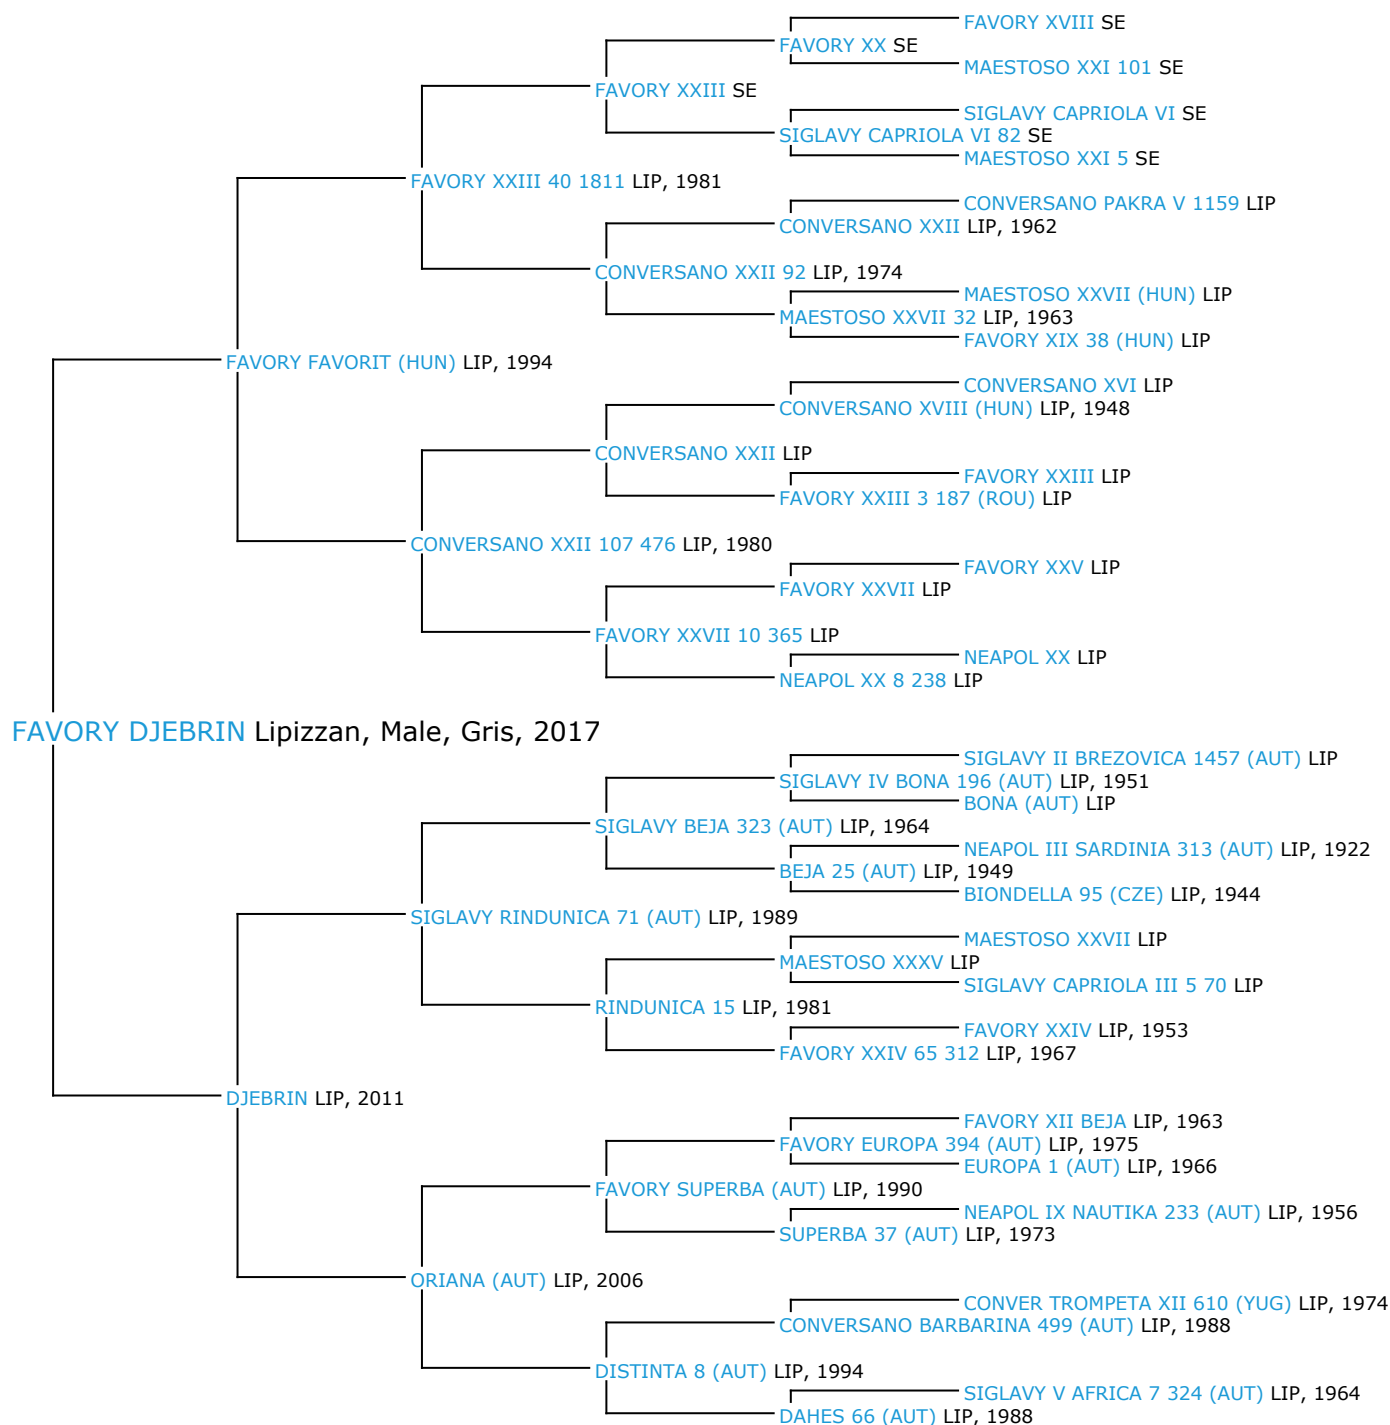 FAVORY XVIII SE
FAVORY XX SE
MAESTOSO XXI 101 SE
FAVORY XXIII SE
SIGLAVY CAPRIOLA VI SE
SIGLAVY CAPRIOLA VI 82 SE
MAESTOSO XXI 5 SE
FAVORY XXIII 40 1811 LIP, 1981
CONVERSANO PAKRA V 1159 LIP
CONVERSANO XXII LIP, 1962
CONVERSANO XXII 92 LIP, 1974
MAESTOSO XXVII (HUN) LIP
MAESTOSO XXVII 32 LIP, 1963
FAVORY XIX 38 (HUN) LIP
FAVORY FAVORIT (HUN) LIP, 1994
CONVERSANO XVI LIP
CONVERSANO XVIII (HUN) LIP, 1948
CONVERSANO XXII LIP
FAVORY XXIII LIP
FAVORY XXIII 3 187 (ROU) LIP
CONVERSANO XXII 107 476 LIP, 1980
FAVORY XXV LIP
FAVORY XXVII LIP
FAVORY XXVII 10 365 LIP
NEAPOL XX LIP
NEAPOL XX 8 238 LIP
FAVORY DJEBRIN Lipizzan, Male, Gris, 2017
SIGLAVY II BREZOVICA 1457 (AUT) LIP
SIGLAVY IV BONA 196 (AUT) LIP, 1951
BONA (AUT) LIP
SIGLAVY BEJA 323 (AUT) LIP, 1964
NEAPOL III SARDINIA 313 (AUT) LIP, 1922
BEJA 25 (AUT) LIP, 1949
BIONDELLA 95 (CZE) LIP, 1944
SIGLAVY RINDUNICA 71 (AUT) LIP, 1989
MAESTOSO XXVII LIP
MAESTOSO XXXV LIP
SIGLAVY CAPRIOLA III 5 70 LIP
RINDUNICA 15 LIP, 1981
FAVORY XXIV LIP, 1953
FAVORY XXIV 65 312 LIP, 1967
DJEBRIN LIP, 2011
FAVORY XII BEJA LIP, 1963
FAVORY EUROPA 394 (AUT) LIP, 1975
EUROPA 1 (AUT) LIP, 1966
FAVORY SUPERBA (AUT) LIP, 1990
NEAPOL IX NAUTIKA 233 (AUT) LIP, 1956
SUPERBA 37 (AUT) LIP, 1973
ORIANA (AUT) LIP, 2006
CONVER TROMPETA XII 610 (YUG) LIP, 1974
CONVERSANO BARBARINA 499 (AUT) LIP, 1988
DISTINTA 8 (AUT) LIP, 1994
SIGLAVY V AFRICA 7 324 (AUT) LIP, 1964
DAHES 66 (AUT) LIP, 1988